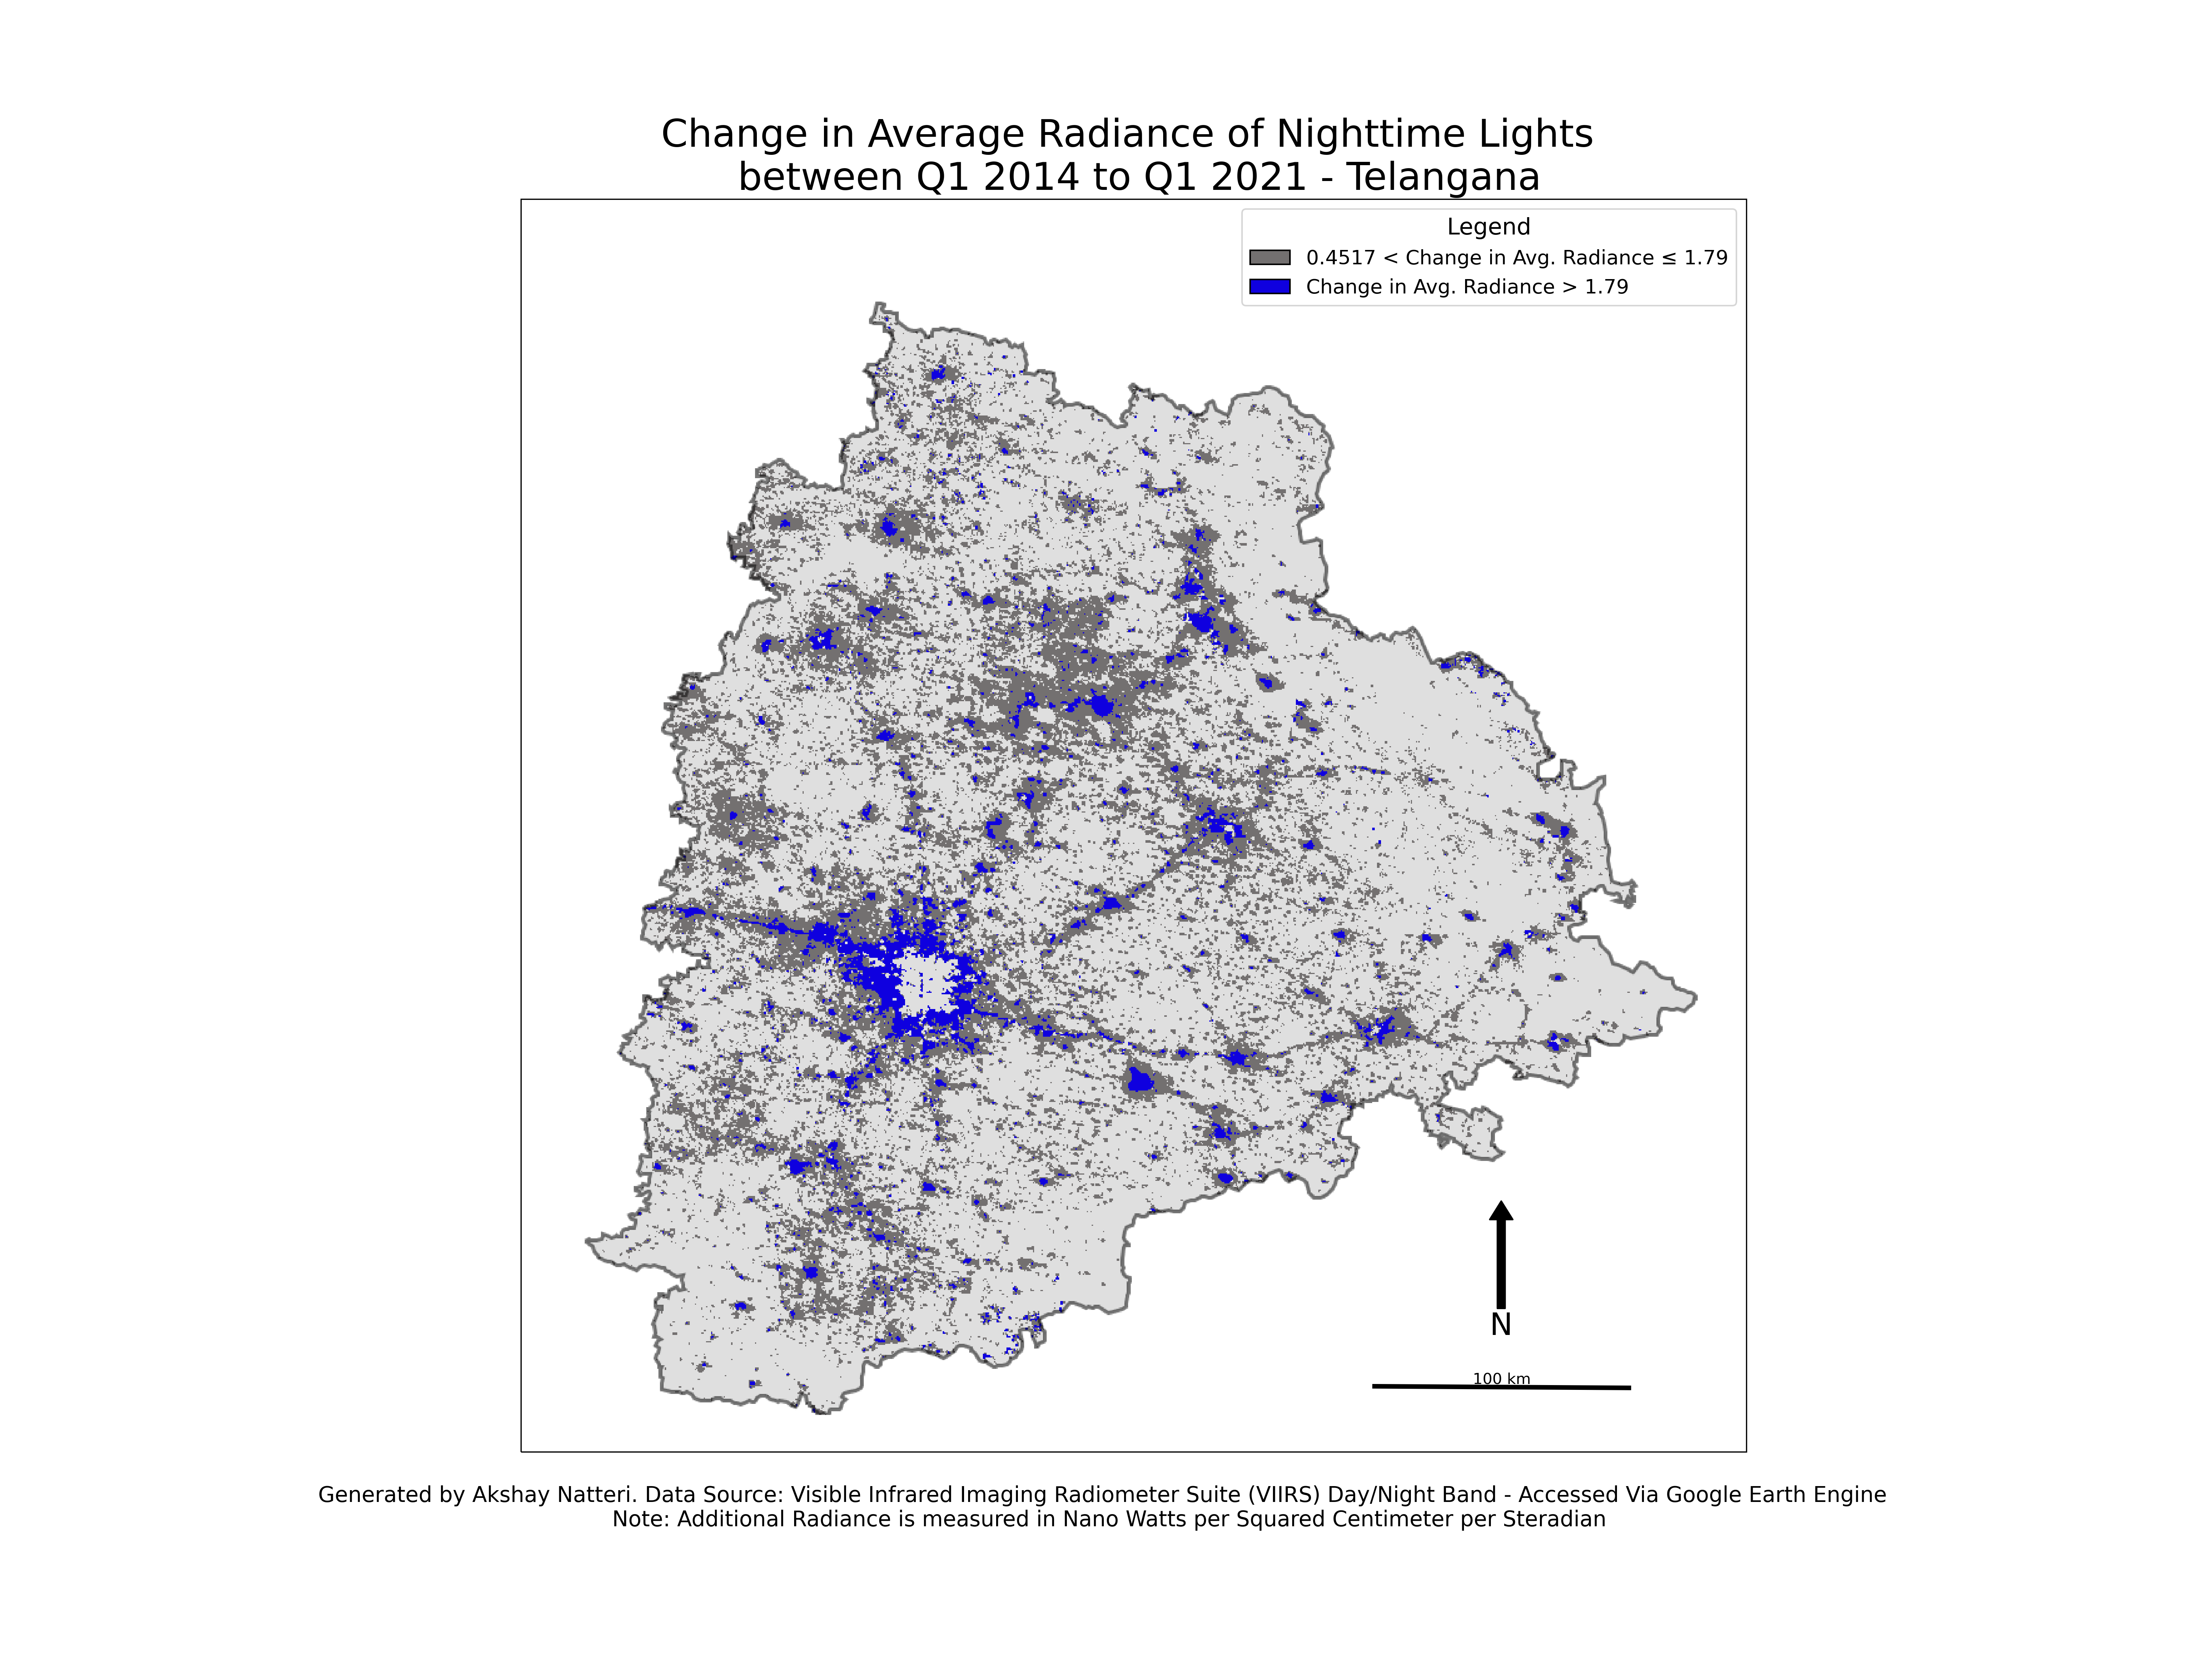 Change in Average Radiance of Nighttime Lights
between Q1 2014 to Q1 2021 - Telangana
Legend
0.4517 < Change in Avg. Radiance ≤ 1.79
Change in Avg. Radiance > 1.79
N
100 km
Generated by Akshay Natteri. Data Source: Visible Infrared Imaging Radiometer Suite (VIIRS) Day/Night Band - Accessed Via Google Earth Engine
Note: Additional Radiance is measured in Nano Watts per Squared Centimeter per Steradian